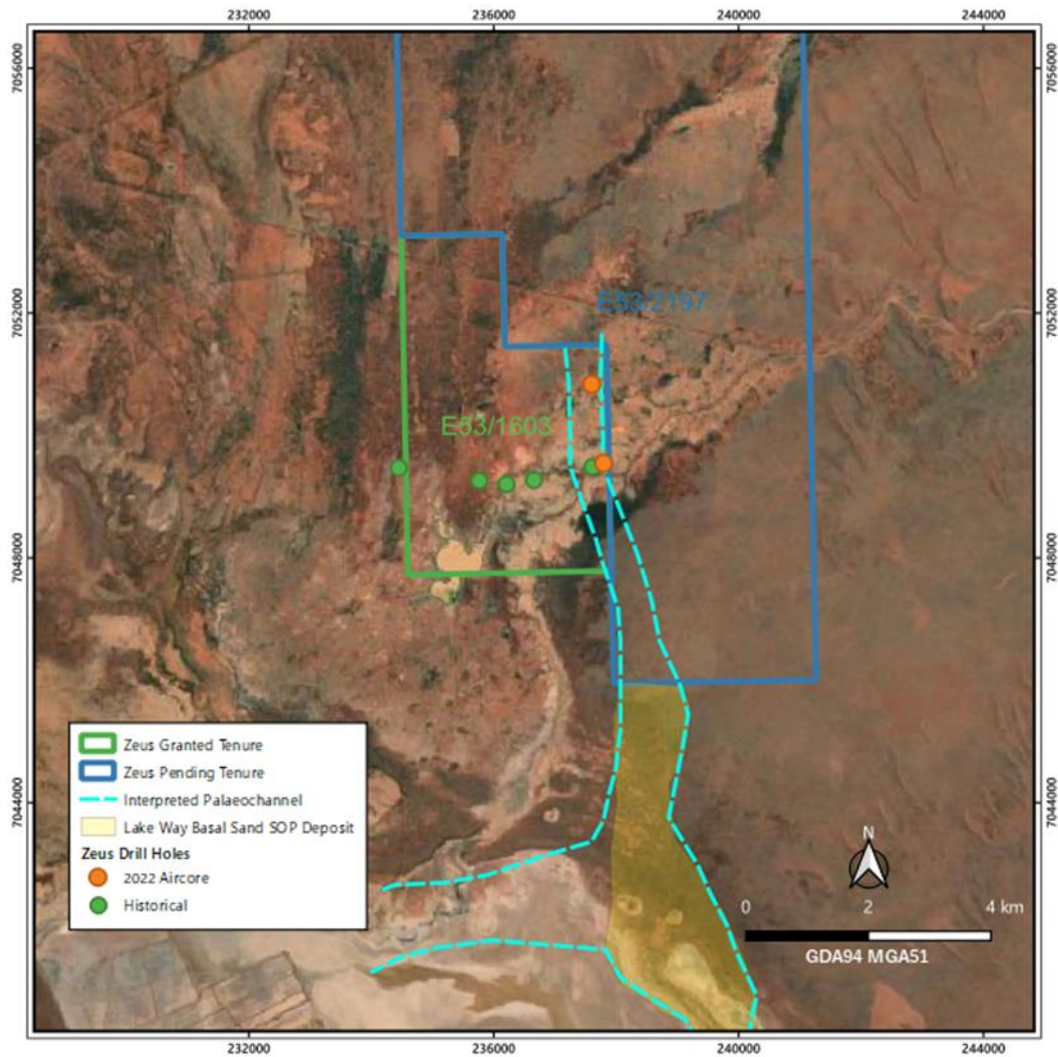 232000 236000 240000 244000
7056000 7056000
E53/2197
7052000 7052000
E53/1603
7048000 7048000
Zeus Granted Tenure
Zeus Pending Tenure
Interpreted Palaeochannel
Lake Way Basal Sand SOP Deposit
Zeus Drill Holes
2022 Aircore
Historical
7044000 7044000
N
0 2 4 km
GDA94 MGA51
232000 236000 240000 244000